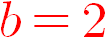 b = 2